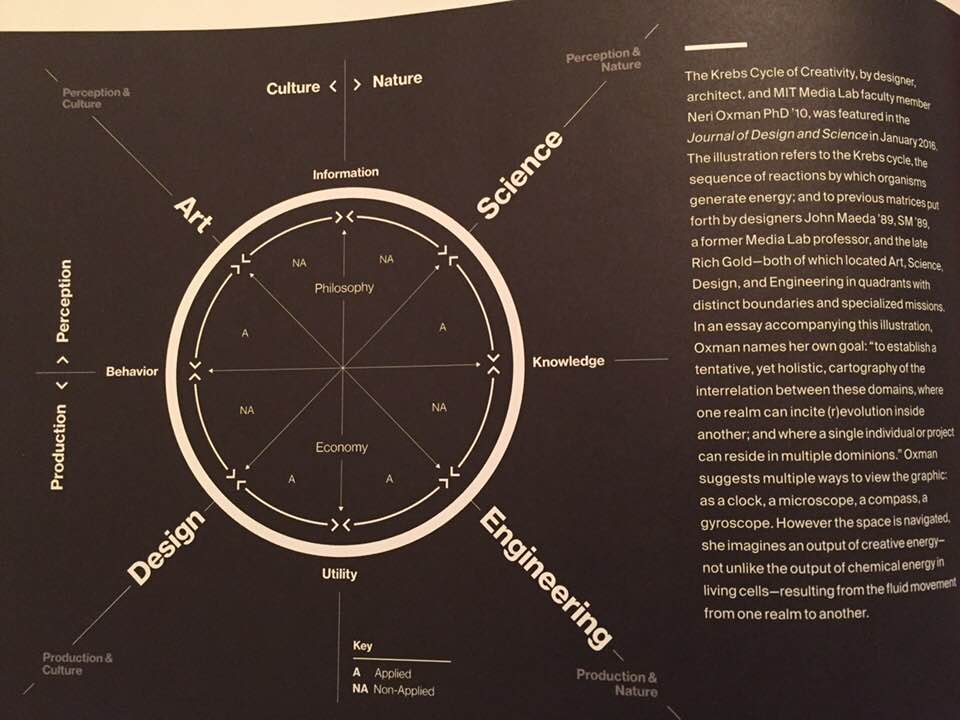 Perception &
Culture
Culture < > Nature
Perception &
Nature
Information
Art
Science
NA
NA
Philosophy
A
A
Perception
>
<
Production
Behavior
Knowledge
NA
NA
Economy
A
A
Design
Engineering
Utility
Production &
Culture
Key
A Applied
NA Non-Applied
Production &
Nature
The Krebs Cycle of Creativity, by designer,
architect, and MIT Media Lab faculty member
Neri Oxman PhD '10, was featured in the
Journal of Design and Science in January 2016.
The illustration refers to the Krebs cycle, the
sequence of reactions by which organisms
generate energy; and to previous matrices put
forth by designers John Maeda '89, SM '89,
a former Media Lab professor, and the late
Rich Gold—both of which located Art, Science,
Design, and Engineering in quadrants with
distinct boundaries and specialized missions.
In an essay accompanying this illustration,
Oxman names her own goal: "to establish a
tentative, yet holistic, cartography of the
interrelation between these domains, where
one realm can incite (r)evolution inside
another; and where a single individual or project
can reside in multiple dominions." Oxman
suggests multiple ways to view the graphic:
as a clock, a microscope, a compass, a
gyroscope. However the space is navigated,
she imagines an output of creative energy—
not unlike the output of chemical energy in
living cells—resulting from the fluid movement
from one realm to another.